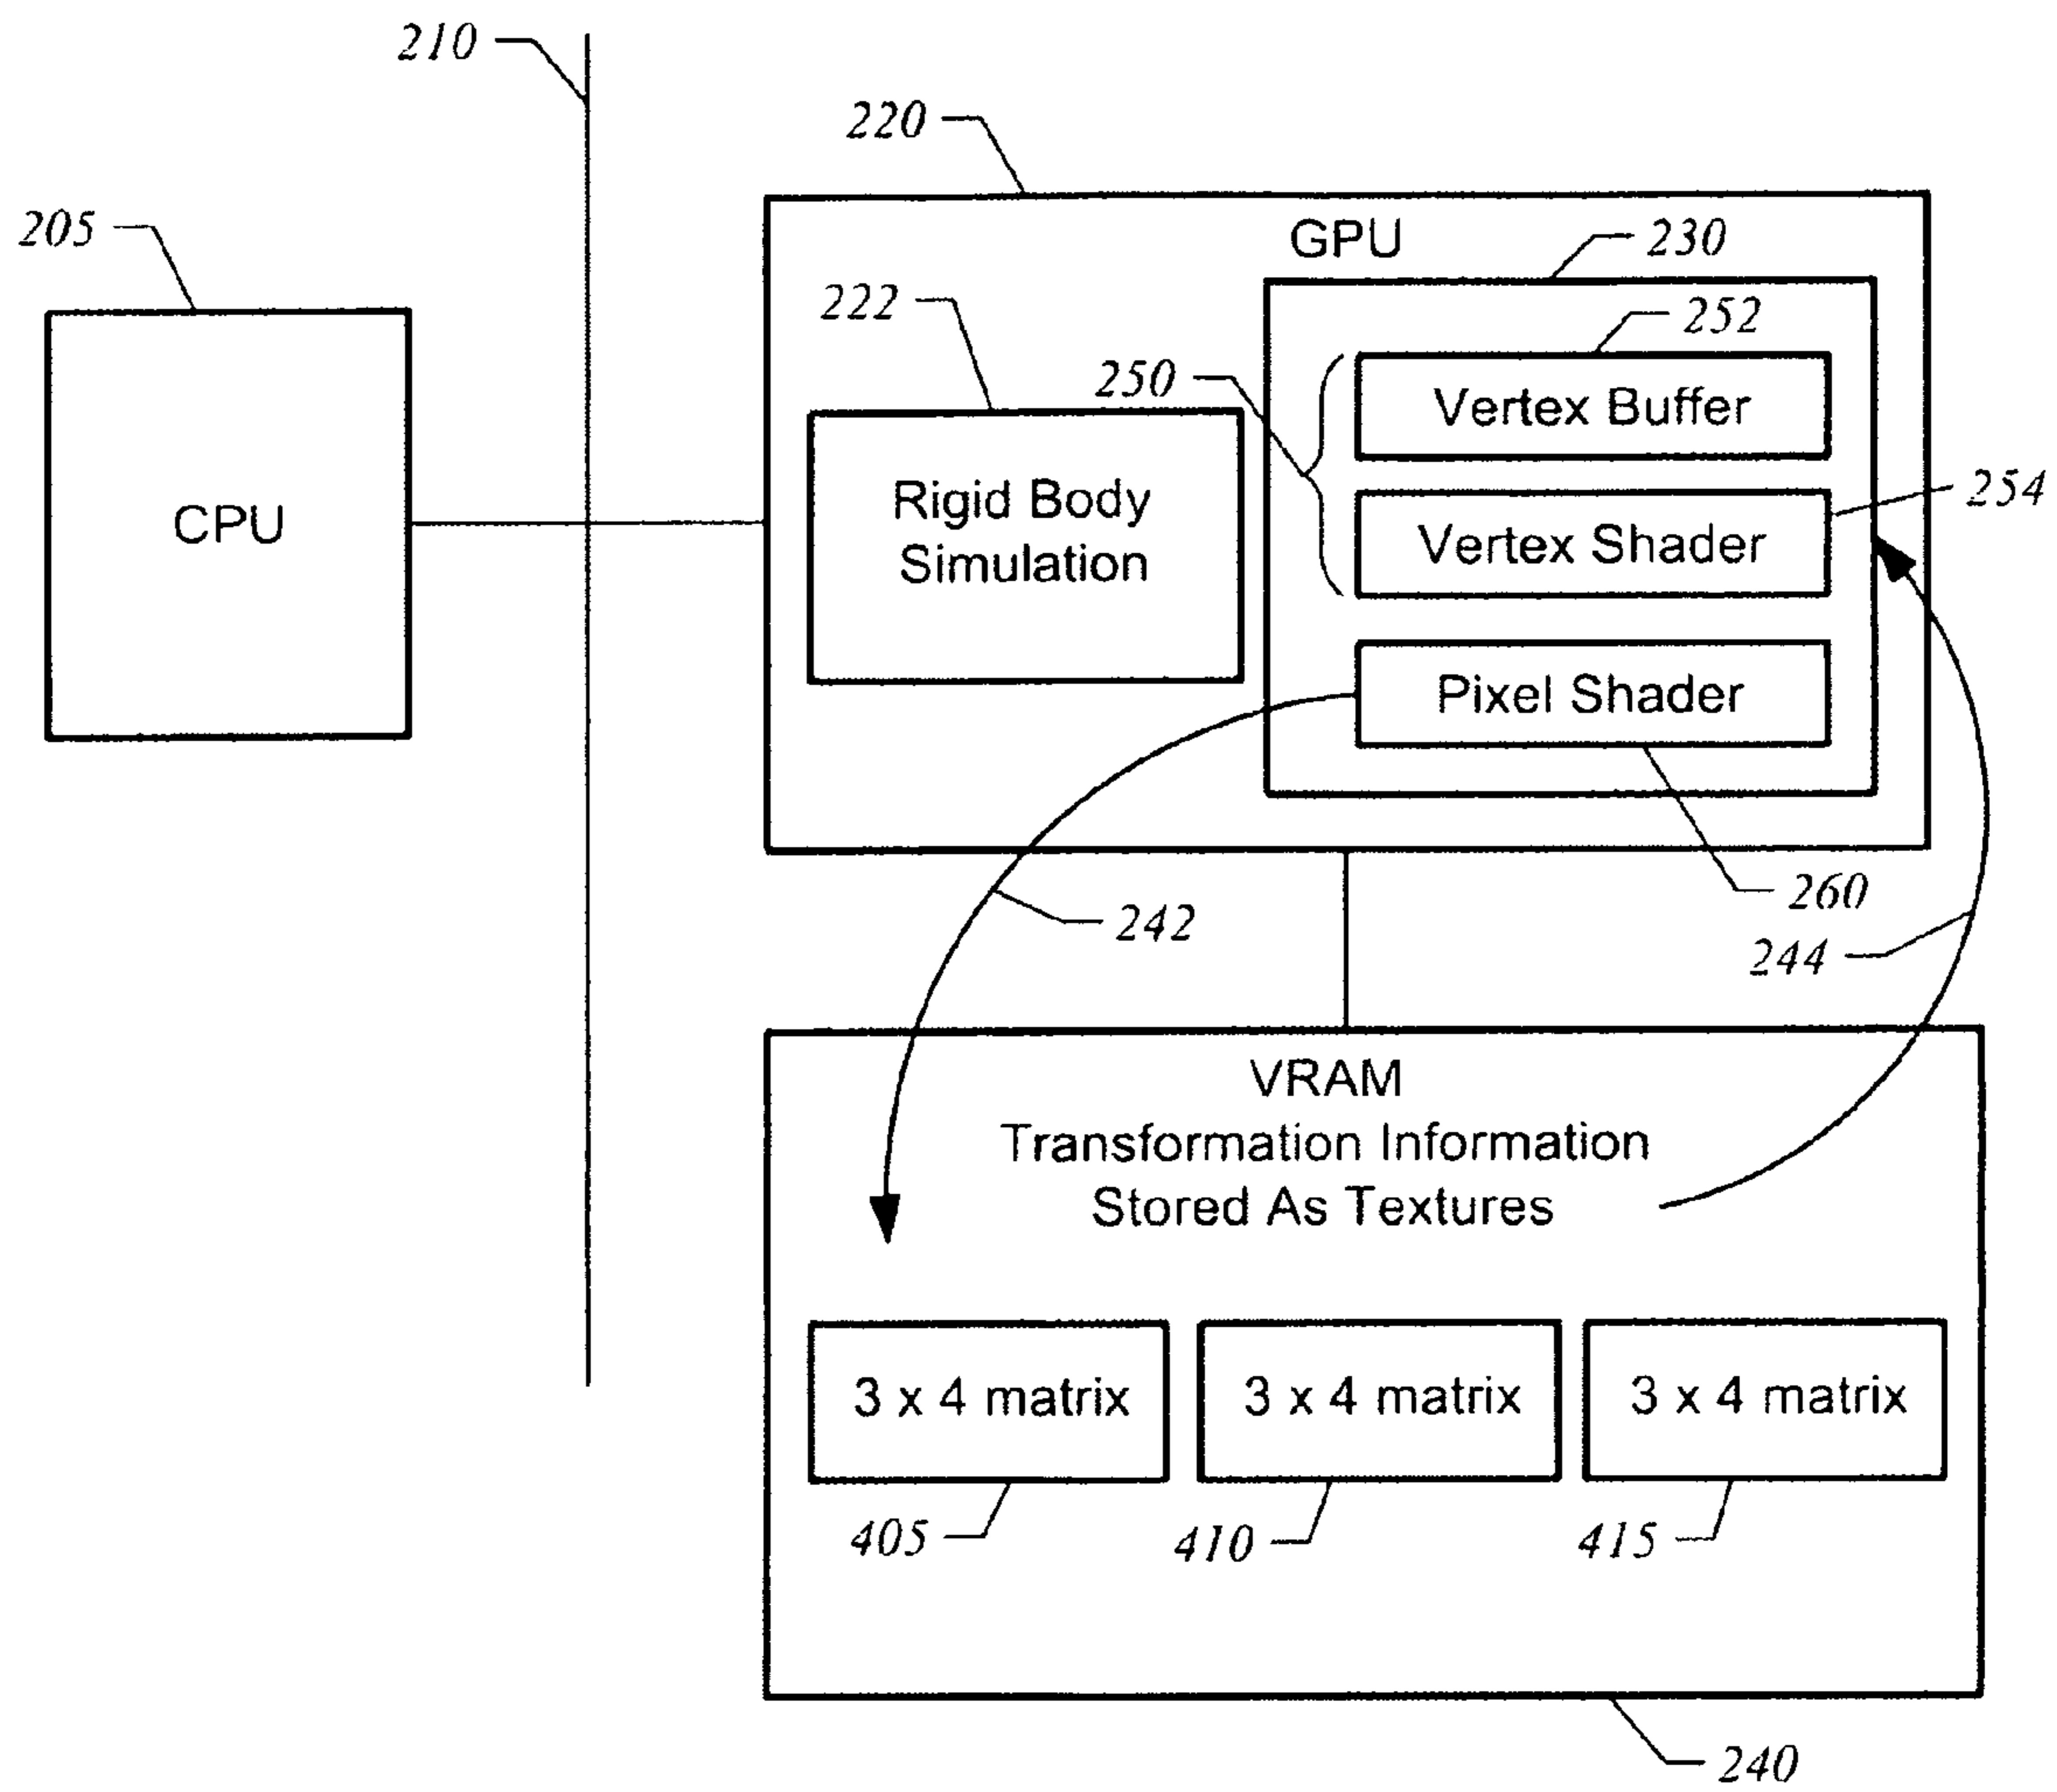 210
220
205
GPU
230
222
252
250
Vertex Buffer
254
CPU
Rigid Body
Simulation
Vertex Shader
Pixel Shader
260
242
244
VRAM
Transformation Information
Stored As Textures
3 x 4 matrix
3 x 4 matrix
3 x 4 matrix
405
410
415
240